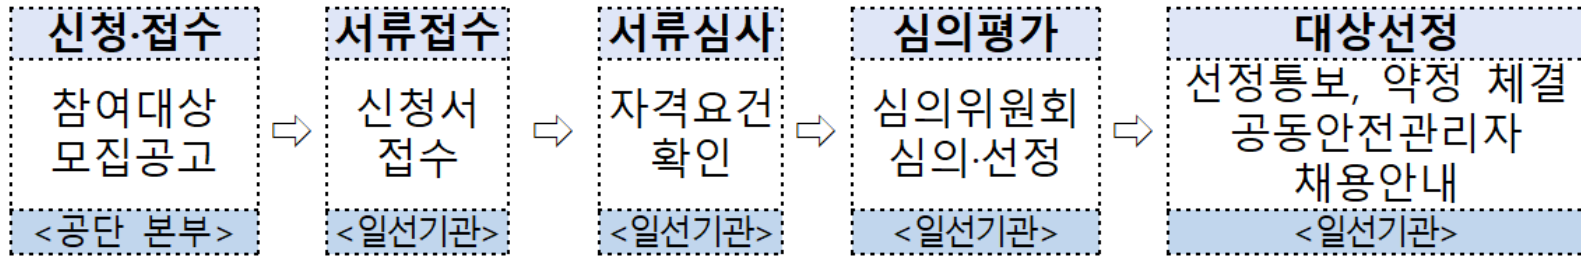 신청·접수
참여대상
모집공고
<공단 본부>
⇨
서류접수
신청서
접수
<일선기관>
⇨
서류심사
자격요건
확인
<일선기관>
⇨
심의평가
심의위원회
심의·선정
<일선기관>
⇨
대상선정
선정통보, 약정 체결
공동안전관리자
채용안내
<일선기관>